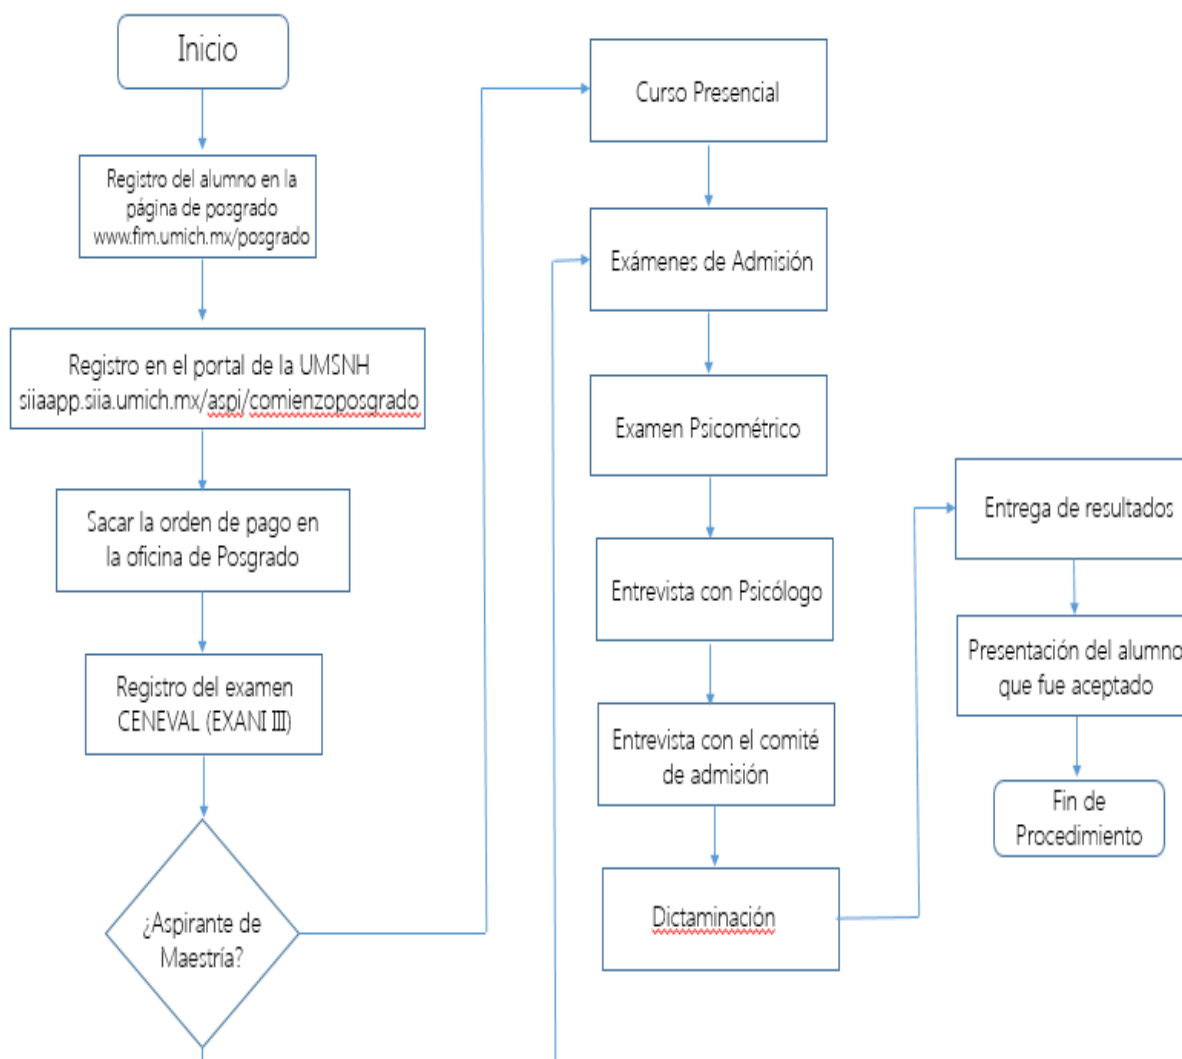 Inicio
Registro del alumno en la
página de posgrado
www.fim.umich.mx/posgrado
Registro en el portal de la UMSNH
siiaapp.siia.umich.mx/aspi/comienzoposgrado
Sacar la orden de pago en
la oficina de Posgrado
Registro del examen
CENEVAL (EXANI III)
¿Aspirante de
Maestría?
Curso Presencial
Exámenes de Admisión
Examen Psicométrico
Entrevista con Psicólogo
Entrevista con el comité
de admisión
Dictaminación
Entrega de resultados
Presentación del alumno
que fue aceptado
Fin de
Procedimiento